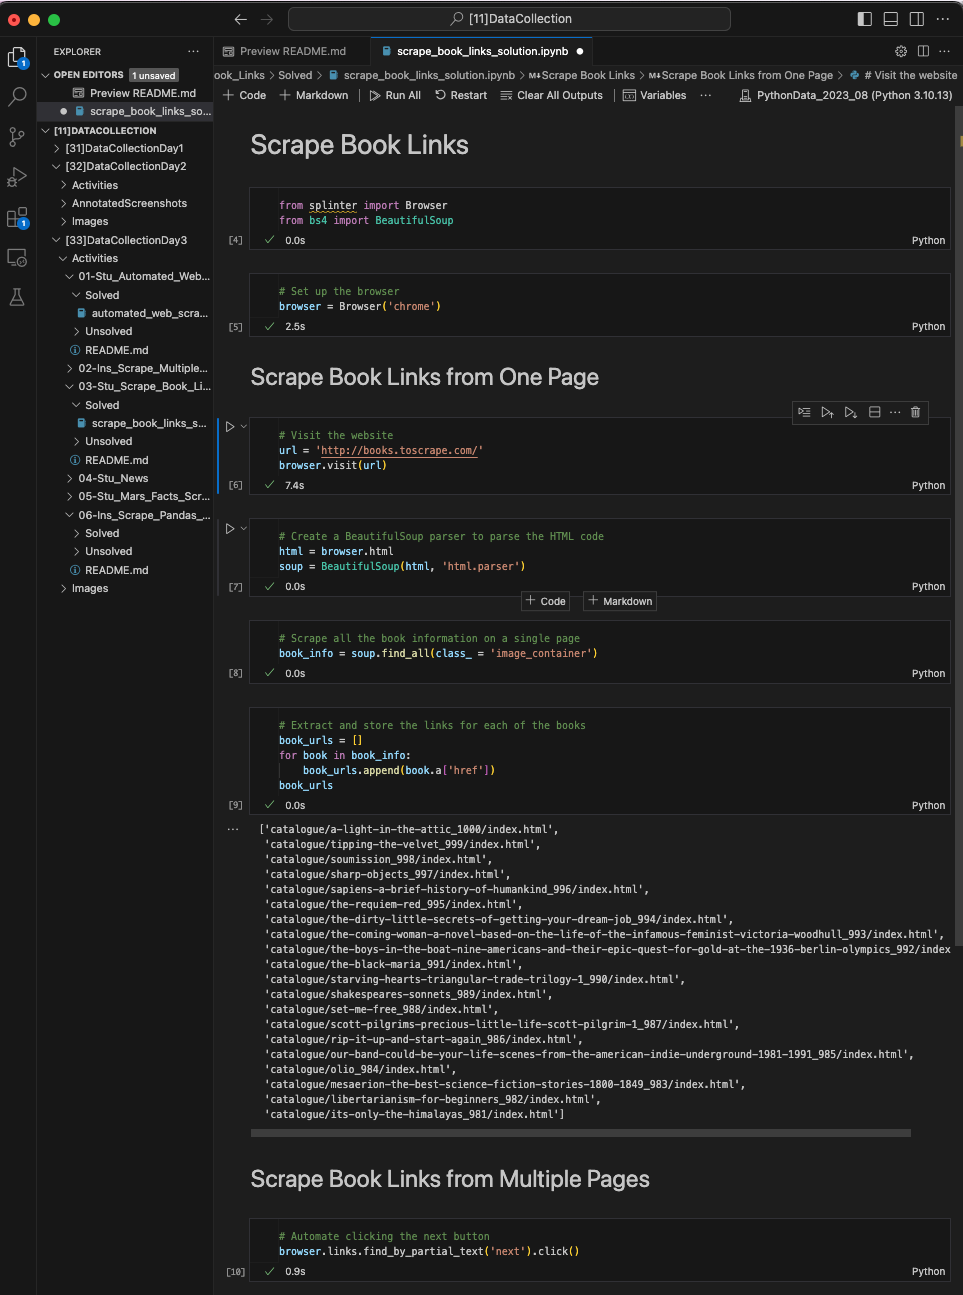 [11]DataCollection
EXPLORER
OPEN EDITORS 1 unsaved
Preview README.md
scrape_book_links_so...
[11]DATACOLLECTION
[31]DataCollectionDay1
[32]DataCollectionDay2
Activities
AnnotatedScreenshots
Images
[33]DataCollectionDay3
Activities
01-Stu_Automated_Web...
Solved
automated_web_scra...
Unsolved
README.md
02-Ins_Scrape_Multiple...
03-Stu_Scrape_Book_Li...
Solved
scrape_book_links_s...
Unsolved
README.md
04-Stu_News
05-Stu_Mars_Facts_Scr...
06-Ins_Scrape_Pandas_...
Solved
Unsolved
README.md
Images
1
1
Preview README.md
scrape_book_links_solution.ipynb
ook_Links > Solved > scrape_book_links_solution.ipynb > M↓Scrape Book Links > M↓Scrape Book Links from One Page > # Visit the website
+ Code + Markdown Run All Restart Clear All Outputs Variables ... PythonData_2023_08 (Python 3.10.13)
Scrape Book Links
from splinter import Browser
from bs4 import BeautifulSoup
[4] ✓ 0.0s Python
# Set up the browser
browser = Browser('chrome')
[5] ✓ 2.5s Python
Scrape Book Links from One Page
# Visit the website
url = 'http://books.toscrape.com/'
browser.visit(url)
[6] ✓ 7.4s Python
# Create a BeautifulSoup parser to parse the HTML code
html = browser.html
soup = BeautifulSoup(html, 'html.parser')
[7] ✓ 0.0s Python
+ Code + Markdown
# Scrape all the book information on a single page
book_info = soup.find_all(class_ = 'image_container')
[8] ✓ 0.0s Python
# Extract and store the links for each of the books
book_urls = []
for book in book_info:
    book_urls.append(book.a['href'])
book_urls
[9] ✓ 0.0s Python
... ['catalogue/a-light-in-the-attic_1000/index.html',
'catalogue/tipping-the-velvet_999/index.html',
'catalogue/soumission_998/index.html',
'catalogue/sharp-objects_997/index.html',
'catalogue/sapiens-a-brief-history-of-humankind_996/index.html',
'catalogue/the-requiem-red_995/index.html',
'catalogue/the-dirty-little-secrets-of-getting-your-dream-job_994/index.html',
'catalogue/the-coming-woman-a-novel-based-on-the-life-of-the-infamous-feminist-victoria-woodhull_993/index.html',
'catalogue/the-boys-in-the-boat-nine-americans-and-their-epic-quest-for-gold-at-the-1936-berlin-olympics_992/index
'catalogue/the-black-maria_991/index.html',
'catalogue/starving-hearts-triangular-trade-trilogy-1_990/index.html',
'catalogue/shakespeares-sonnets_989/index.html',
'catalogue/set-me-free_988/index.html',
'catalogue/scott-pilgrims-precious-little-life-scott-pilgrim-1_987/index.html',
'catalogue/rip-it-up-and-start-again_986/index.html',
'catalogue/our-band-could-be-your-life-scenes-from-the-american-indie-underground-1981-1991_985/index.html',
'catalogue/olio_984/index.html',
'catalogue/mesaerion-the-best-science-fiction-stories-1800-1849_983/index.html',
'catalogue/libertarianism-for-beginners_982/index.html',
'catalogue/its-only-the-himalayas_981/index.html']
Scrape Book Links from Multiple Pages
# Automate clicking the next button
browser.links.find_by_partial_text('next').click()
[10] ✓ 0.9s Python